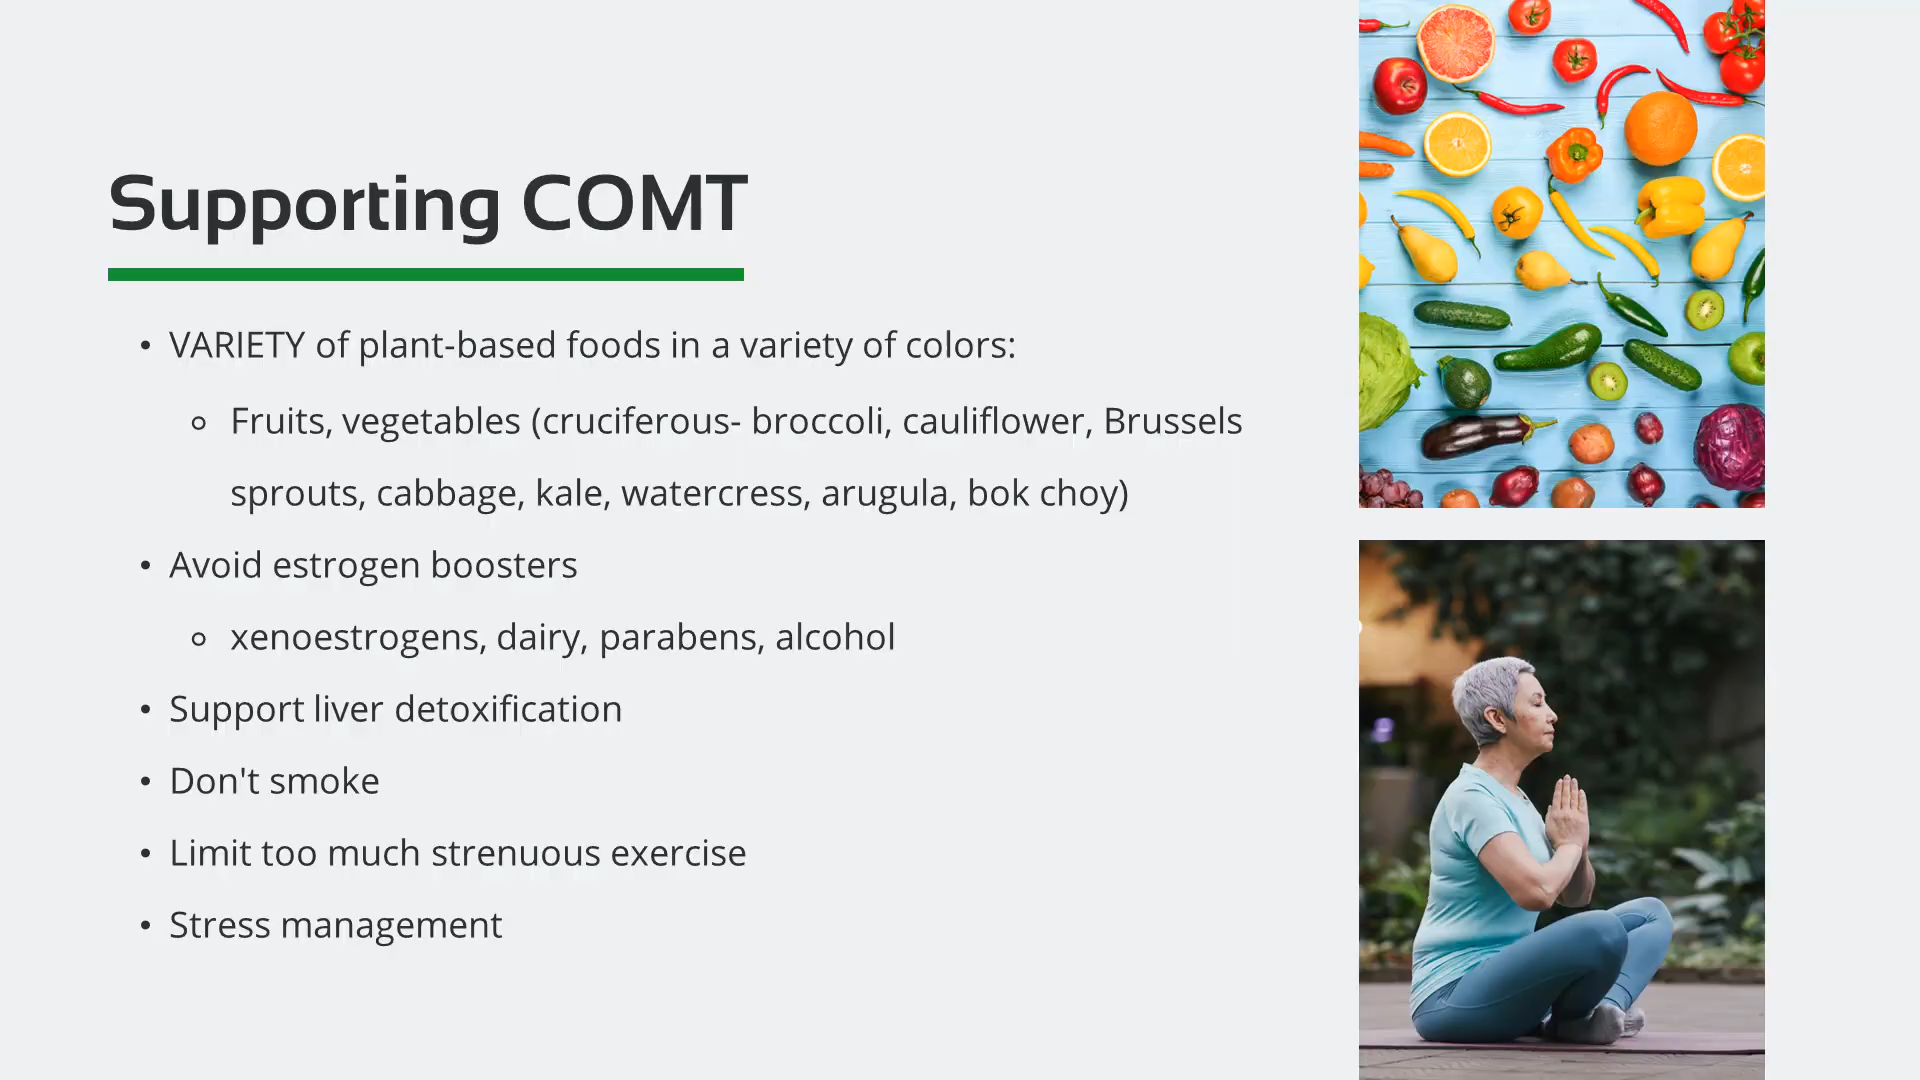 Supporting COMT
• VARIETY of plant-based foods in a variety of colors:
∘ Fruits, vegetables (cruciferous- broccoli, cauliflower, Brussels
sprouts, cabbage, kale, watercress, arugula, bok choy)
• Avoid estrogen boosters
∘ xenoestrogens, dairy, parabens, alcohol
• Support liver detoxification
• Don't smoke
• Limit too much strenuous exercise
• Stress management